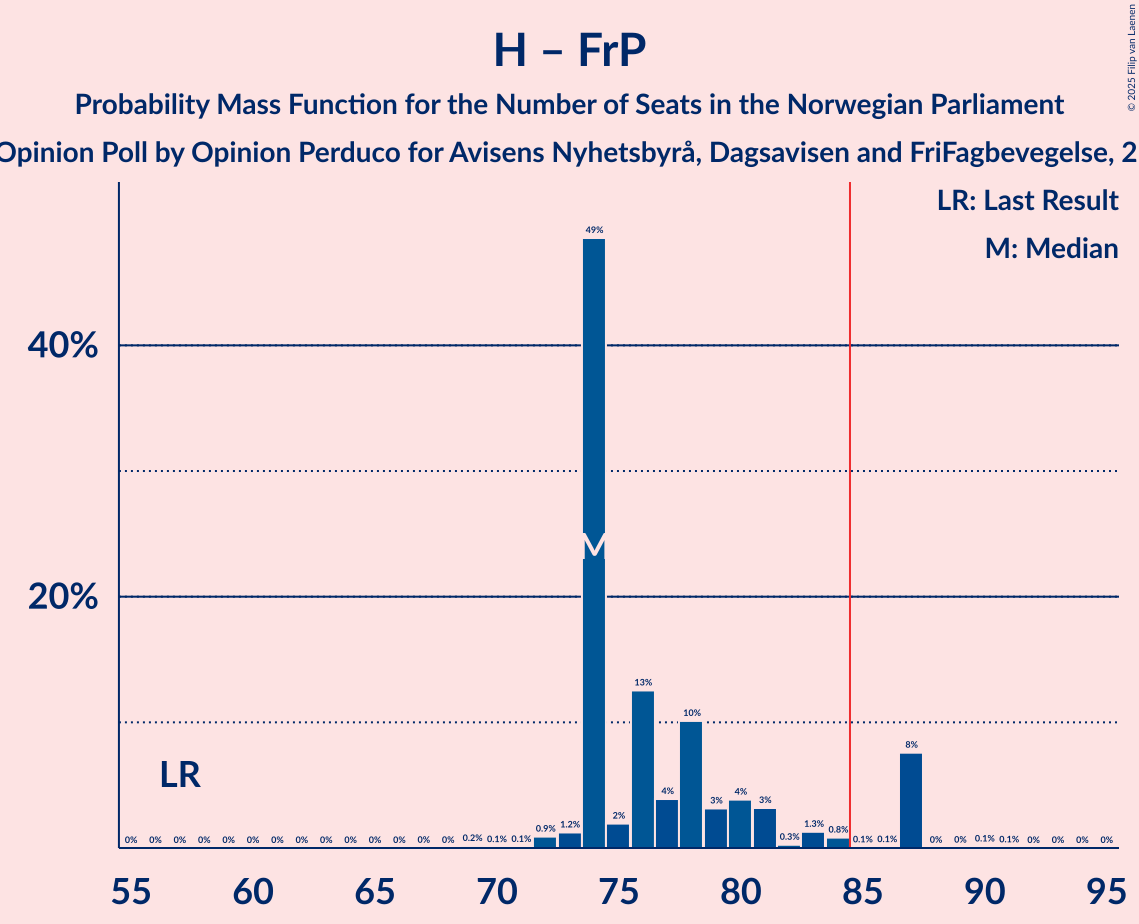 H – FrP
© 2025 Filip van Laenen
Probability Mass Function for the Number of Seats in the Norwegian Parliament
Opinion Poll by Opinion Perduco for Avisens Nyhetsbyrå, Dagsavisen and FriFagbevegelse, 2
LR: Last Result
M: Median
49%
40%
M
20%
13%
10%
8%
LR
0% 0% 0% 0% 0% 0% 0% 0% 0% 0% 0% 0% 0% 0% 0.2% 0.1% 0.1% 0.9% 1.2% 2% 4% 3% 4% 3% 0.3% 1.3% 0.8% 0.1% 0.1% 0% 0% 0.1% 0.1% 0% 0% 0% 0%
55 60 65 70 75 80 85 90 95